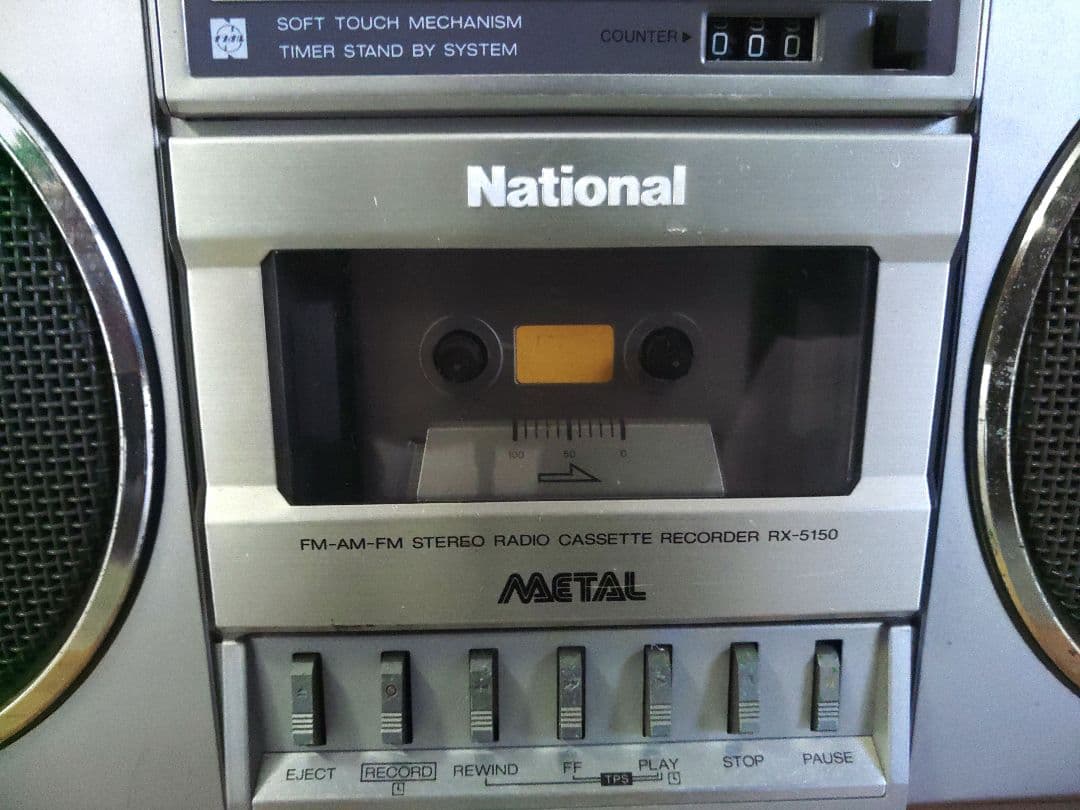 SOFT TOUCH MECHANISM
TIMER STAND BY SYSTEM
COUNTER▶ 000
National
100 50 0
FM-AM-FM STEREO RADIO CASSETTE RECORDER RX-5150
METAL
EJECT RECORD REWIND FF PLAY STOP PAUSE
TPS